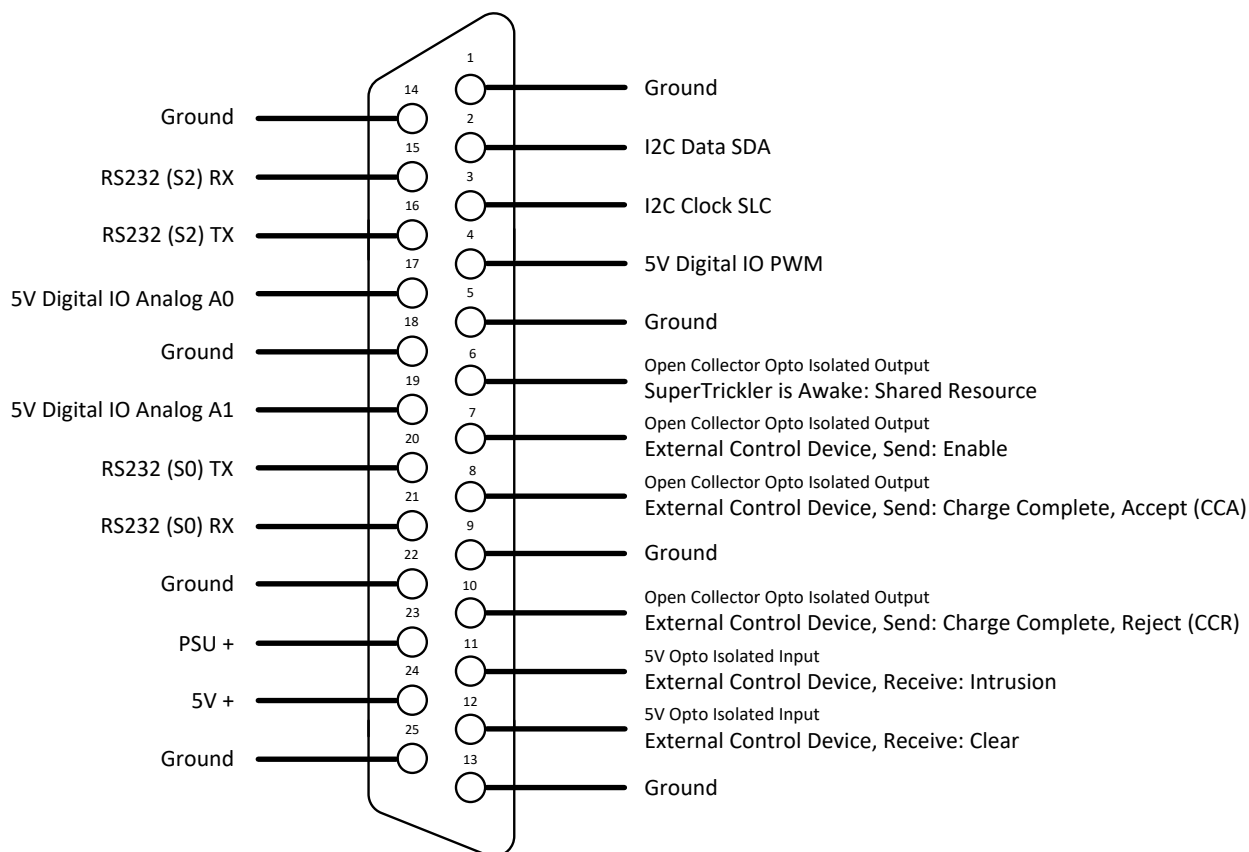 1
Ground
14
Ground
2
I2C Data SDA
15
RS232 (S2) RX
3
I2C Clock SLC
16
RS232 (S2) TX
4
5V Digital IO PWM
17
5V Digital IO Analog A0
5
Ground
18
Ground
6
Open Collector Opto Isolated Output
SuperTrickler is Awake: Shared Resource
19
5V Digital IO Analog A1
7
Open Collector Opto Isolated Output
External Control Device, Send: Enable
20
RS232 (S0) TX
8
Open Collector Opto Isolated Output
External Control Device, Send: Charge Complete, Accept (CCA)
21
RS232 (S0) RX
9
Ground
22
Ground
10
Open Collector Opto Isolated Output
External Control Device, Send: Charge Complete, Reject (CCR)
23
PSU +
11
5V Opto Isolated Input
External Control Device, Receive: Intrusion
24
5V +
12
5V Opto Isolated Input
External Control Device, Receive: Clear
25
Ground
13
Ground